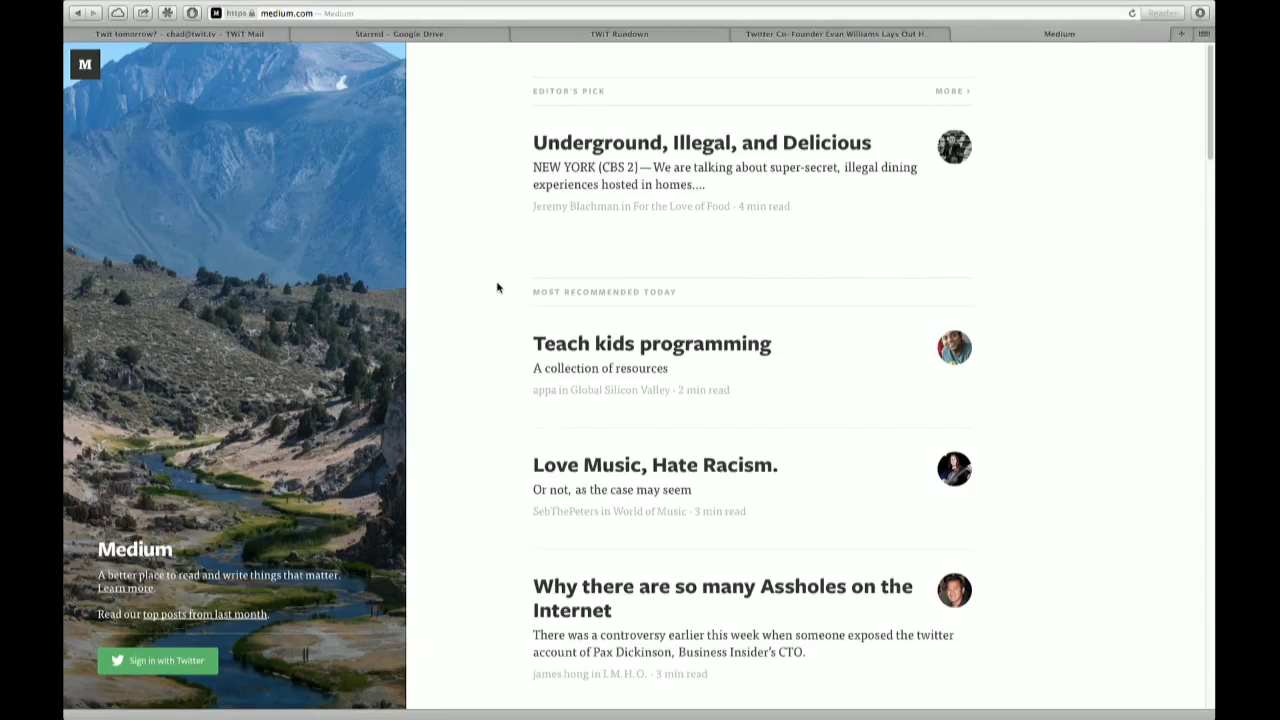 https medium.com — Medium
Reader
Twit tomorrow? – chad@twit.tv – TWiT Mail
Starred – Google Drive
TWiT Rundown
Twitter Co-Founder Evan Williams Lays Out H...
Medium
M
EDITOR'S PICK
MORE ›
Underground, Illegal, and Delicious
NEW YORK (CBS 2)— We are talking about super-secret, illegal dining
experiences hosted in homes....
Jeremy Blachman in For the Love of Food · 4 min read
MOST RECOMMENDED TODAY
Teach kids programming
A collection of resources
appa in Global Silicon Valley · 2 min read
Love Music, Hate Racism.
Or not, as the case may seem
SebThePeters in World of Music · 3 min read
Why there are so many Assholes on the
Internet
There was a controversy earlier this week when someone exposed the twitter
account of Pax Dickinson, Business Insider's CTO.
james hong in I.M.H.O. · 3 min read
Medium
A better place to read and write things that matter.
Learn more.
Read our top posts from last month.
Sign in with Twitter